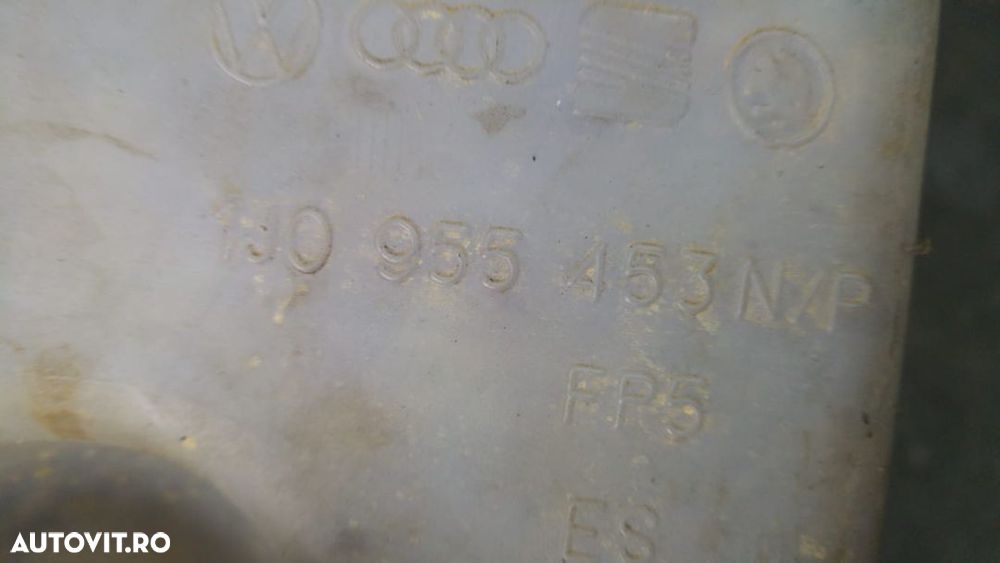 1J0 955 453 N/P
FP5
ES
AUTOVIT.RO